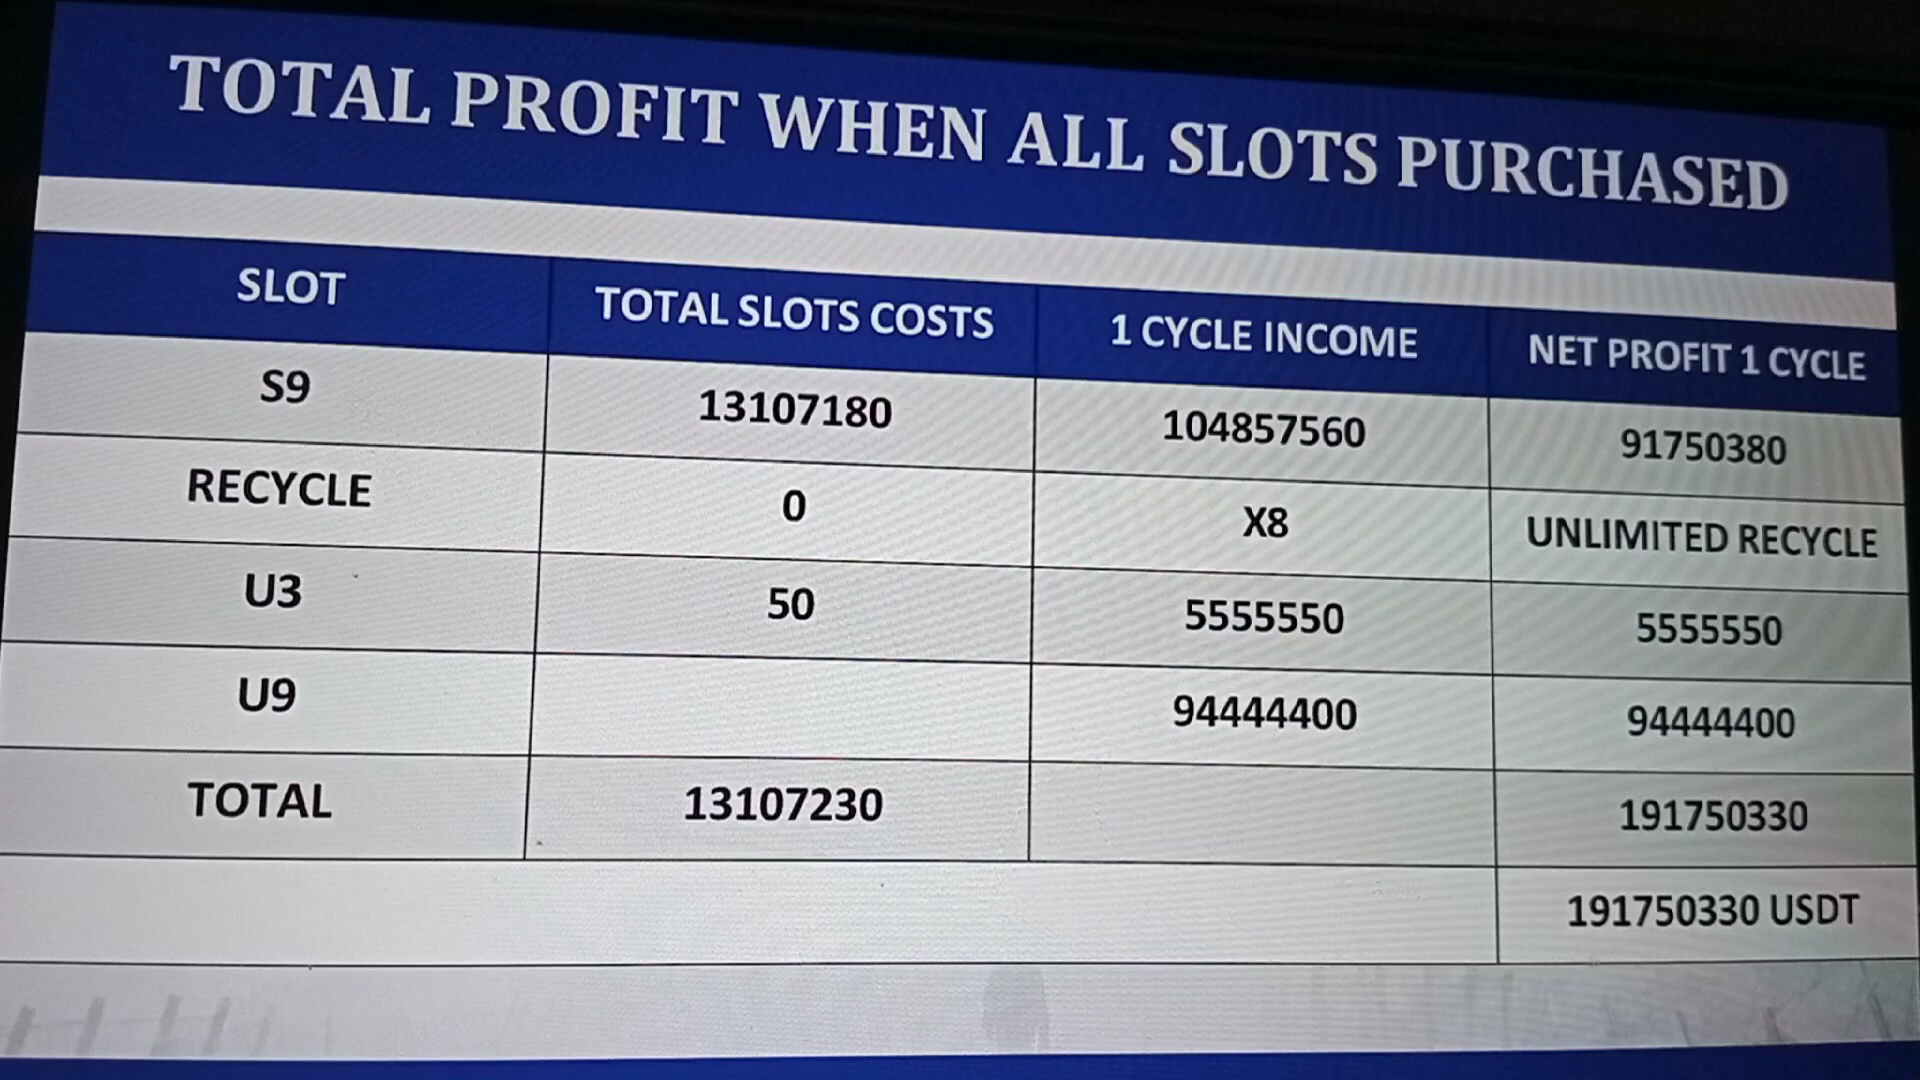 TOTAL PROFIT WHEN ALL SLOTS PURCHASED
SLOT TOTAL SLOTS COSTS 1 CYCLE INCOME NET PROFIT 1 CYCLE
S9 13107180 104857560 91750380
RECYCLE 0 X8 UNLIMITED RECYCLE
U3 50 5555550 5555550
U9 94444400 94444400
TOTAL 13107230 191750330
191750330 USDT